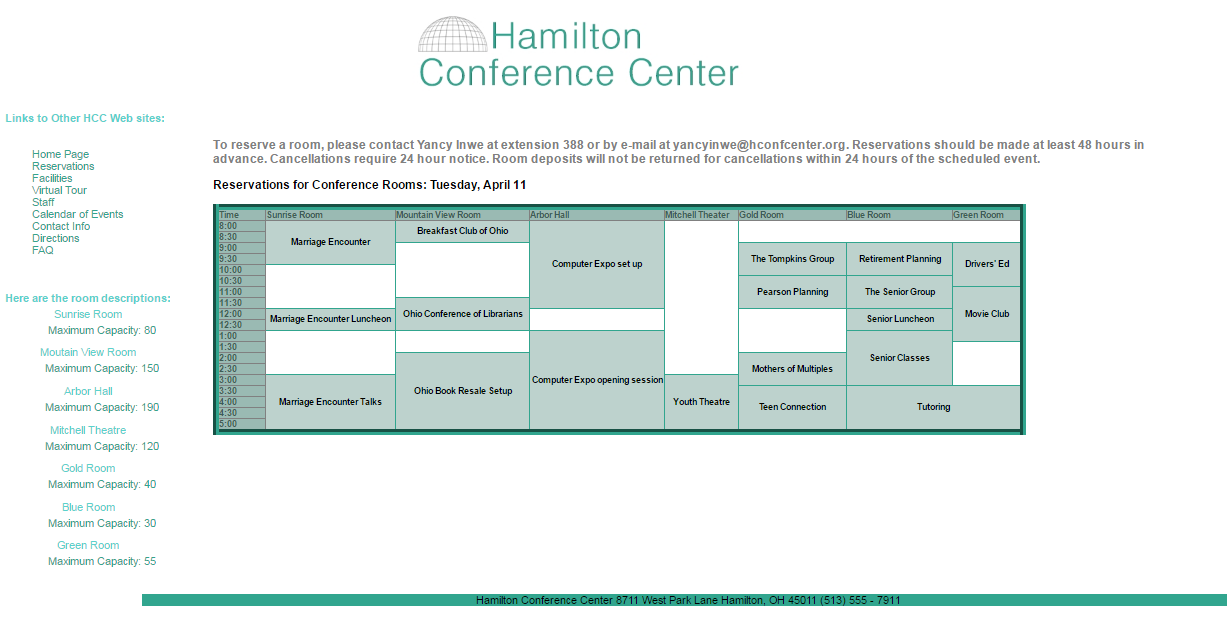 Hamilton
Conference Center
Links to Other HCC Web sites:
Home Page
Reservations
Facilities
Virtual Tour
Staff
Calendar of Events
Contact Info
Directions
FAQ
Here are the room descriptions:
Sunrise Room
Maximum Capacity: 80
Moutain View Room
Maximum Capacity: 150
Arbor Hall
Maximum Capacity: 190
Mitchell Theatre
Maximum Capacity: 120
Gold Room
Maximum Capacity: 40
Blue Room
Maximum Capacity: 30
Green Room
Maximum Capacity: 55
To reserve a room, please contact Yancy Inwe at extension 388 or by e-mail at yancyinwe@hconfcenter.org. Reservations should be made at least 48 hours in
advance. Cancellations require 24 hour notice. Room deposits will not be returned for cancellations within 24 hours of the scheduled event.
Reservations for Conference Rooms: Tuesday, April 11
Time Sunrise Room Mountain View Room Arbor Hall Mitchell Theater Gold Room Blue Room Green Room
8:00
Breakfast Club of Ohio
8:30
Marriage Encounter
9:00
9:30
The Tompkins Group Retirement Planning
Computer Expo set up Drivers' Ed
10:00
10:30
11:00
Pearson Planning The Senior Group
11:30
12:00
Ohio Conference of Librarians Movie Club
Marriage Encounter Luncheon Senior Luncheon
12:30
1:00
1:30
2:00
Senior Classes
2:30
Mothers of Multiples
3:00
Computer Expo opening session
3:30
Ohio Book Resale Setup
4:00
Marriage Encounter Talks Youth Theatre
Teen Connection Tutoring
4:30
5:00
Hamilton Conference Center 8711 West Park Lane Hamilton, OH 45011 (513) 555 - 7911